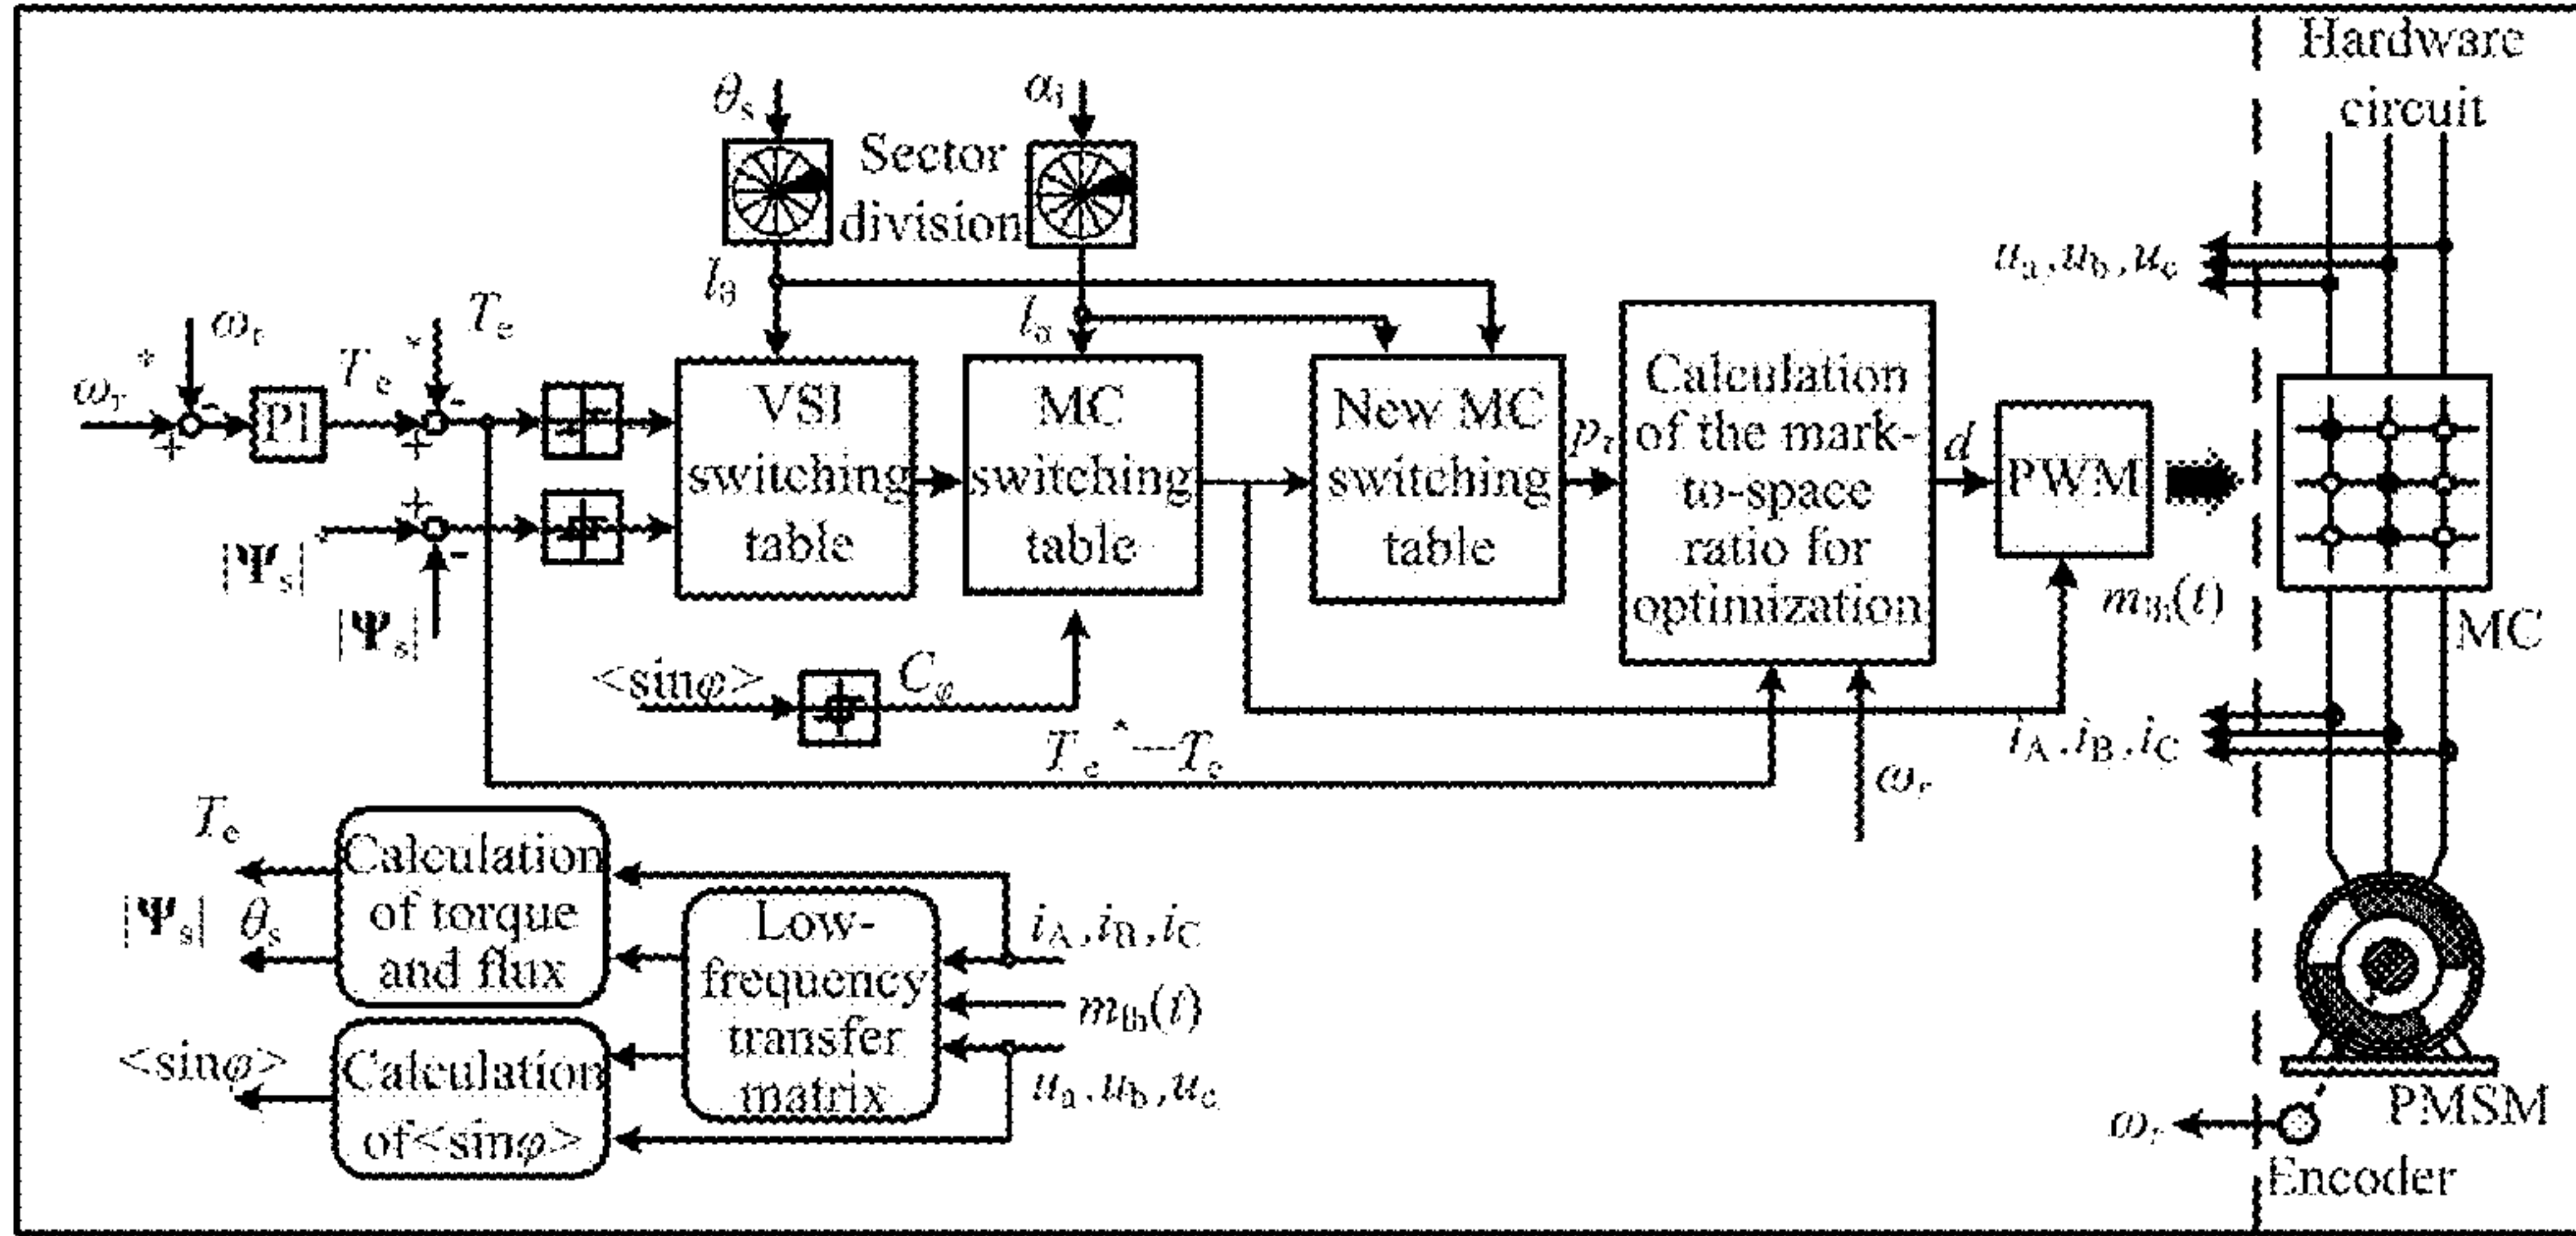 Hardware
circuit
θs
αi
Sector
division
lθ
lα
ua,ub,uc
ωr
ωr*
Te*
Te
PI
VSI
switching
table
MC
switching
table
New MC
switching
table
Calculation
of the mark-
to-space
ratio for
optimization
d
PWM
|Ψs|*
|Ψs|
<sinφ>
Cφ
MC
Te*—Te
ωr
iA,iB,iC
Te
|Ψs| θs
Calculation
of torque
and flux
Low-
frequency
transfer
matrix
iA,iB,iC
ua,ub,uc
<sinφ>
Calculation
of<sinφ>
PMSM
ωr
Encoder